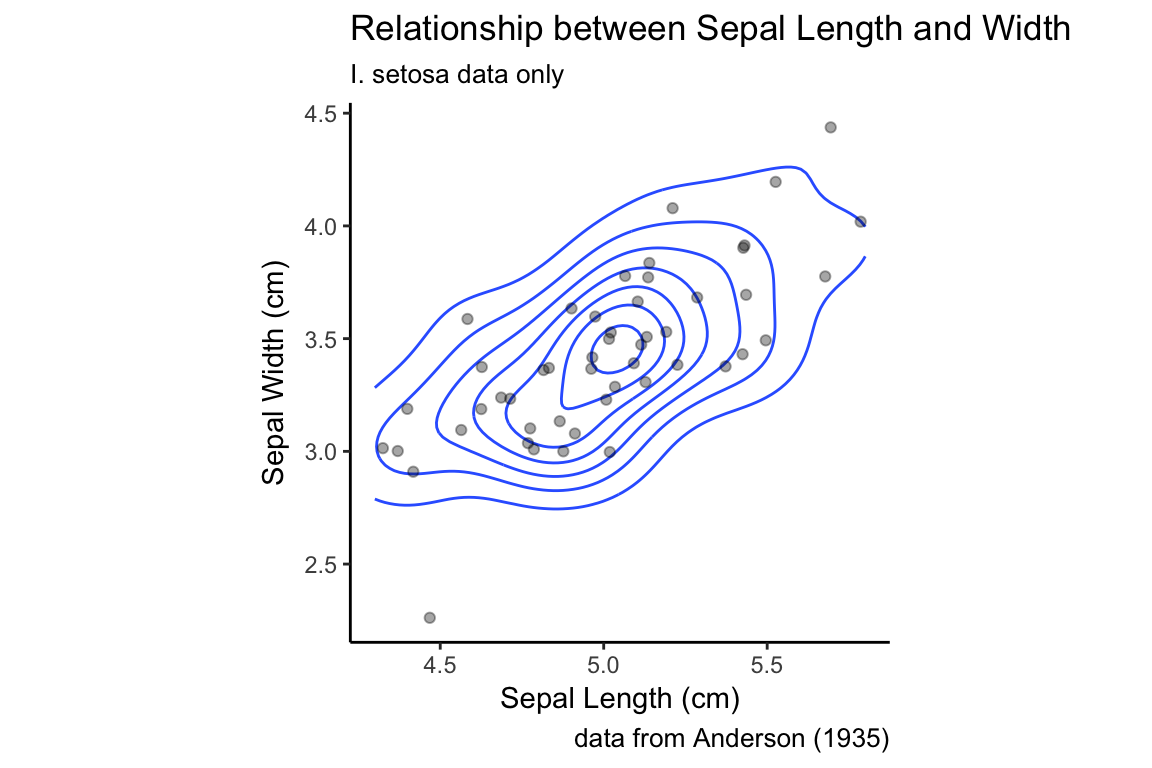 Relationship between Sepal Length and Width
I. setosa data only
4.5
4.0
3.5
3.0
2.5
Sepal Width (cm)
4.5 5.0 5.5
Sepal Length (cm)
data from Anderson (1935)